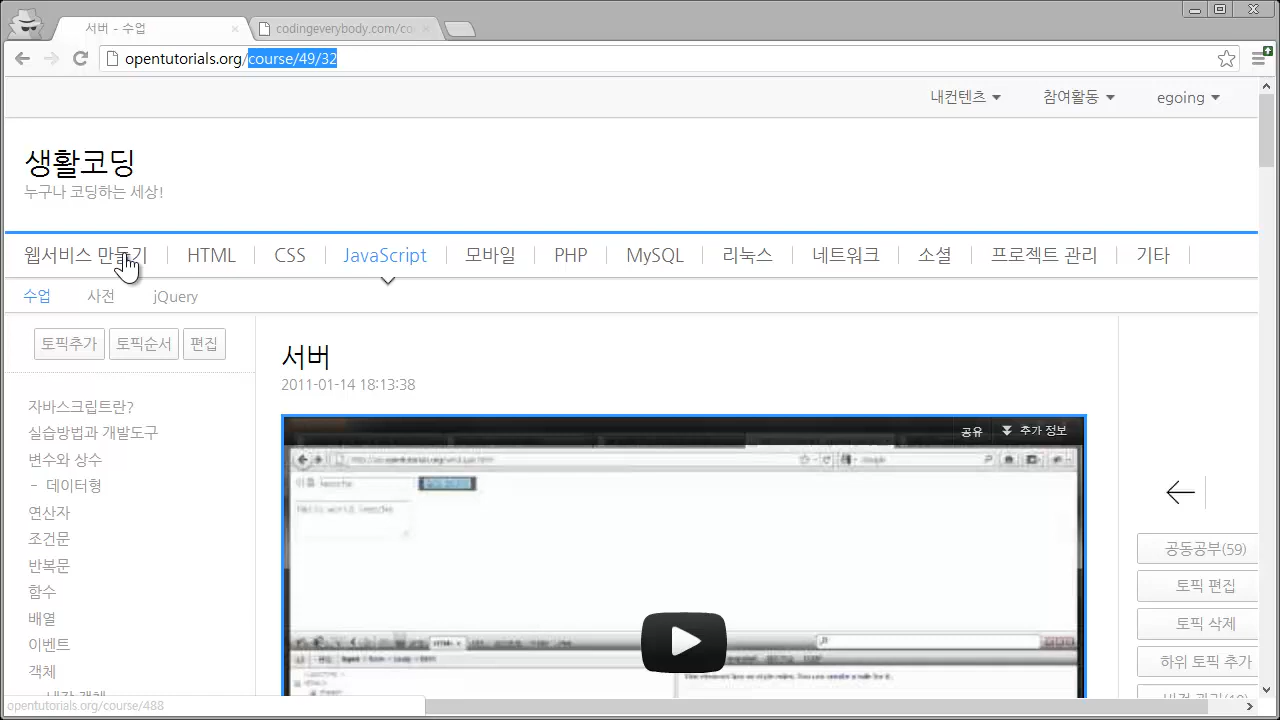 서버 - 수업
codingeverybody.com/co
opentutorials.org/course/49/32
내컨텐츠
참여활동
egoing
생활코딩
누구나 코딩하는 세상!
웹서비스 만들기
HTML
CSS
JavaScript
모바일
PHP
MySQL
리눅스
네트워크
소셜
프로젝트 관리
기타
수업
사전
jQuery
토픽추가
토픽순서
편집
자바스크립트란?
실습방법과 개발도구
변수와 상수
- 데이터형
연산자
조건문
반복문
함수
배열
이벤트
객체
서버
2011-01-14 18:13:38
공유
추가 정보
공동공부(59)
토픽 편집
토픽 삭제
하위 토픽 추가
opentutorials.org/course/488